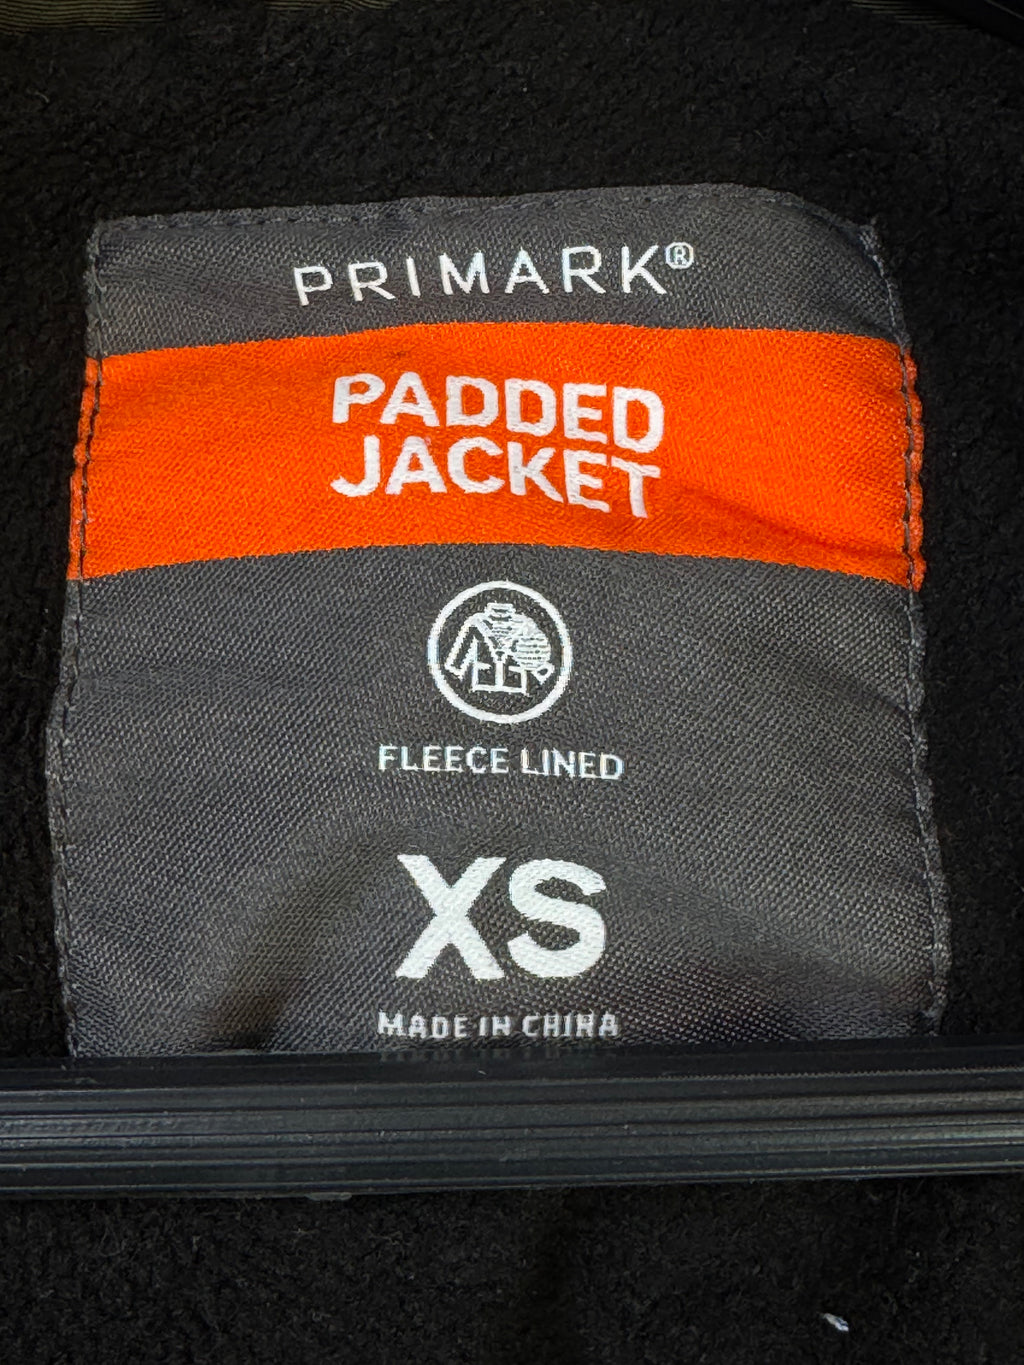 PRIMARK®
PADDED
JACKET
FLEECE LINED
XS
MADE IN CHINA